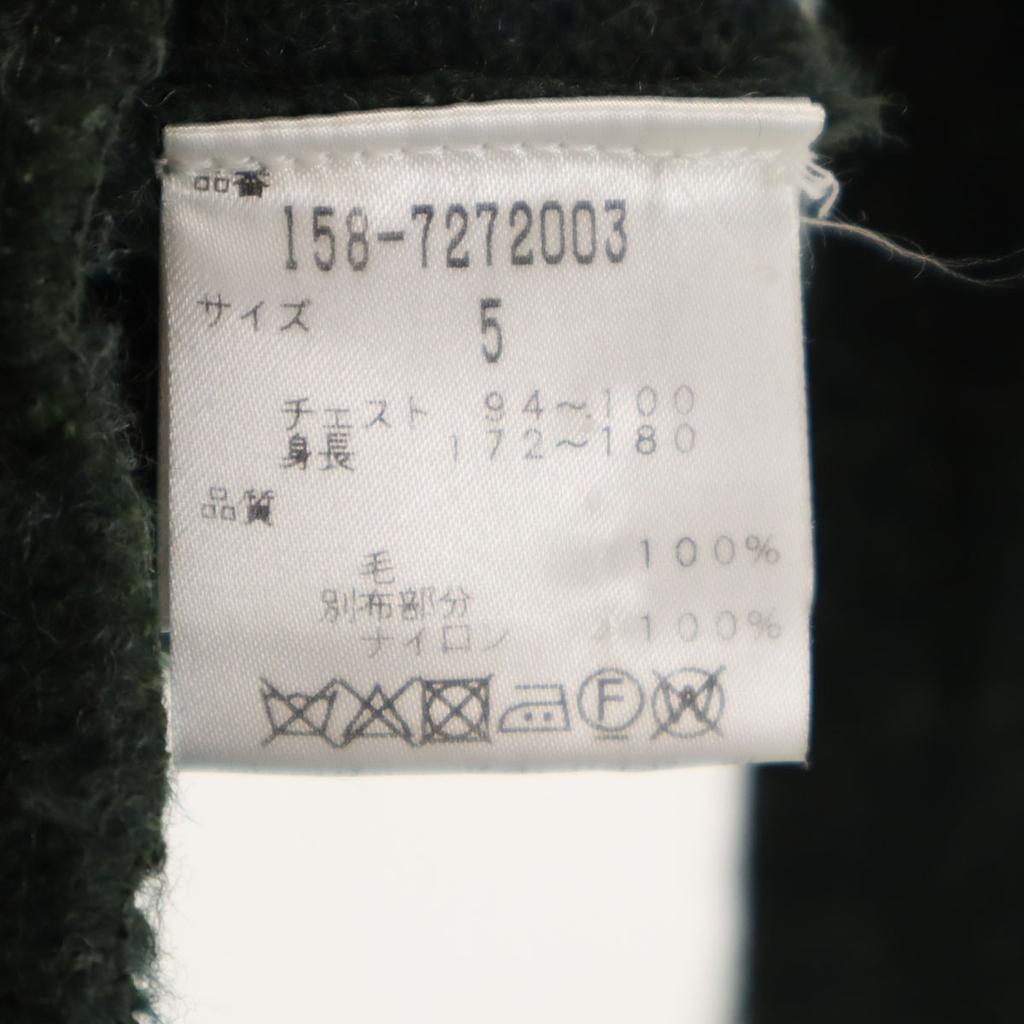 品番
158-7272003
サイズ 5
チェスト 94～100
身長 172～180
品質
毛 100%
別布部分
ナイロン 100%
F W